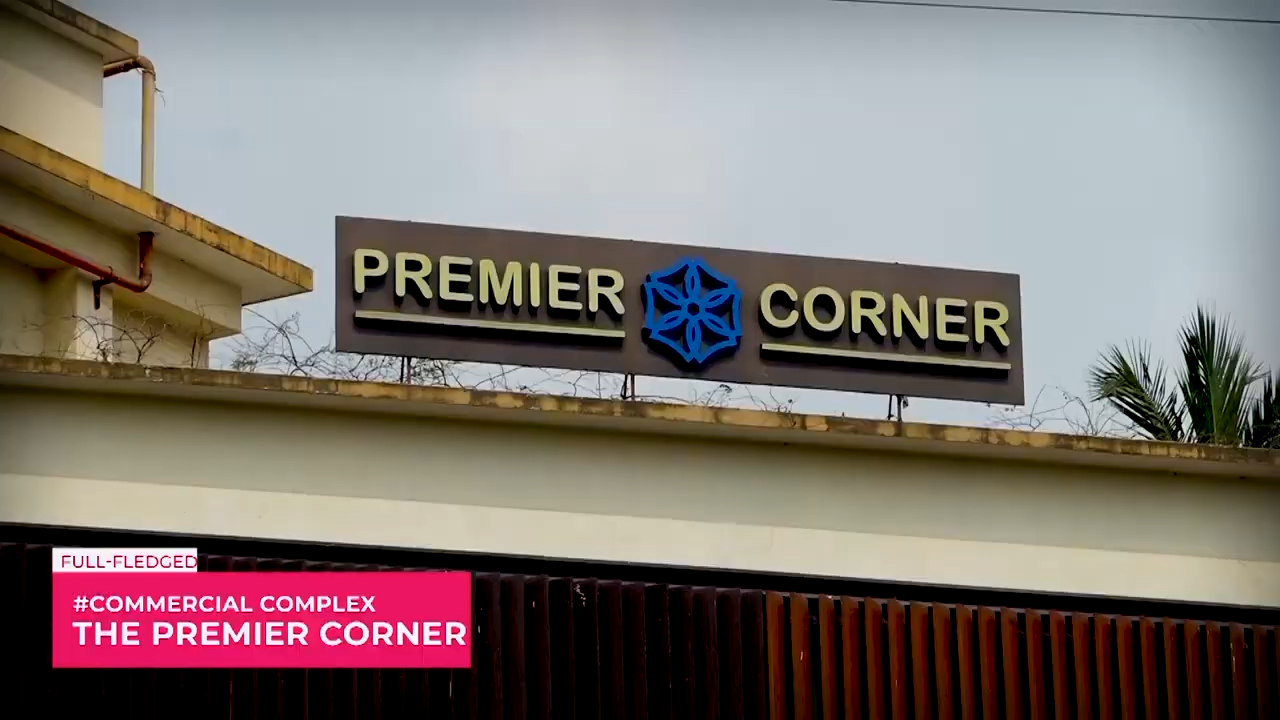 PREMIER CORNER
FULL-FLEDGED
#COMMERCIAL COMPLEX
THE PREMIER CORNER